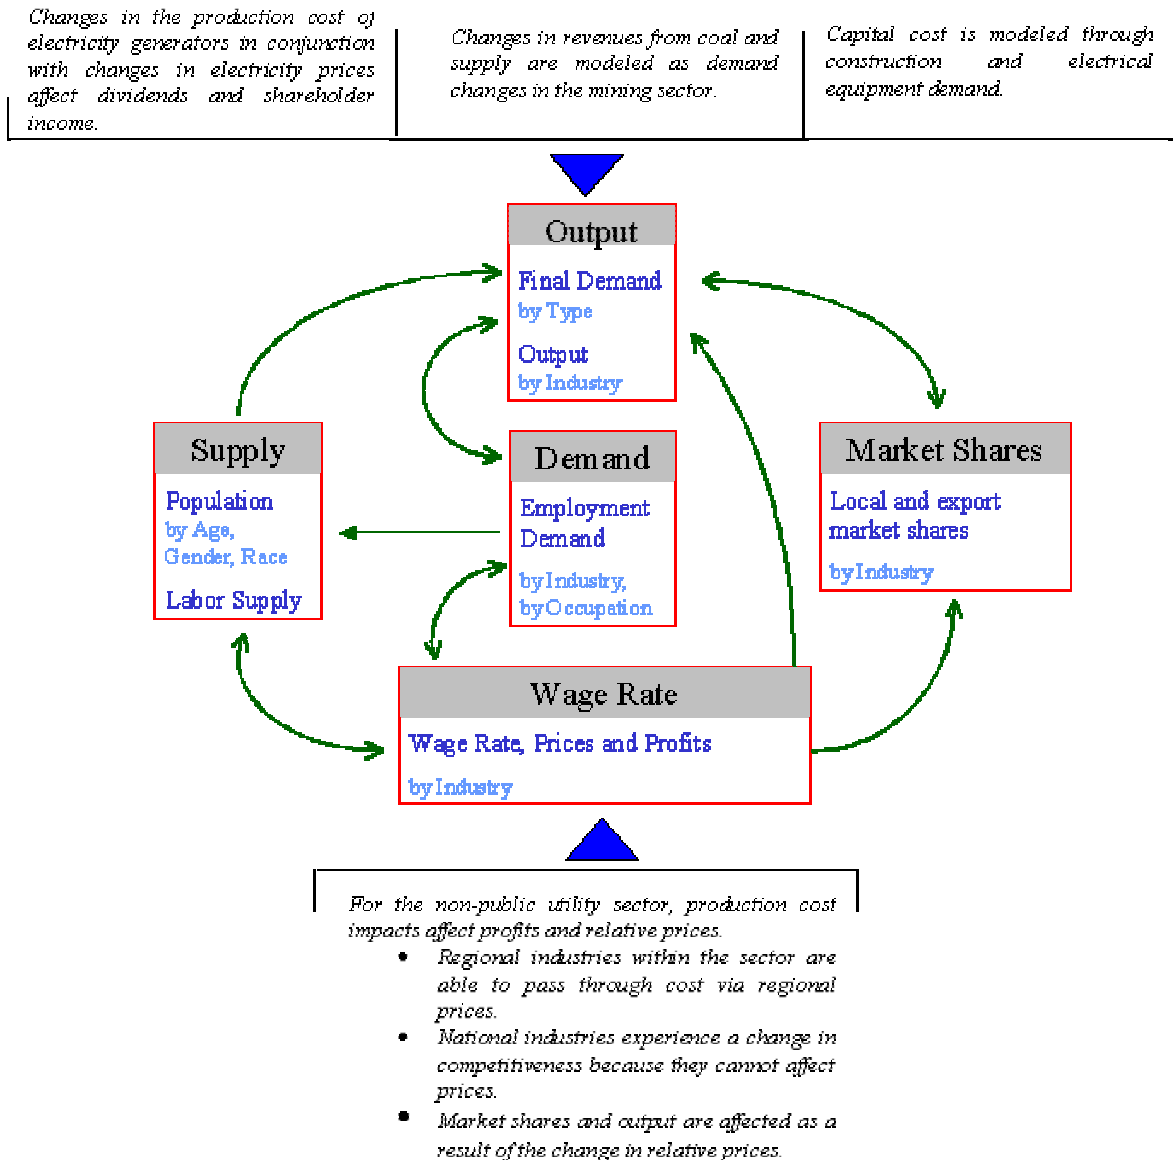 Changes in the production cost of
electricity generators in conjunction
with changes in electricity prices
affect dividends and shareholder
income.
Changes in revenues from coal and
supply are modeled as demand
changes in the mining sector.
Capital cost is modeled through
construction and electrical
equipment demand.
Output
Final Demand
by Type
Output
by Industry
Supply
Population
by Age,
Gender, Race
Labor Supply
Demand
Employment
Demand
by Industry,
by Occupation
Market Shares
Local and export
market shares
by Industry
Wage Rate
Wage Rate, Prices and Profits
by Industry
For the non-public utility sector, production cost
impacts affect profits and relative prices.
• Regional industries within the sector are
able to pass through cost via regional
prices.
• National industries experience a change in
competitiveness because they cannot affect
prices.
• Market shares and output are affected as a
result of the change in relative prices.